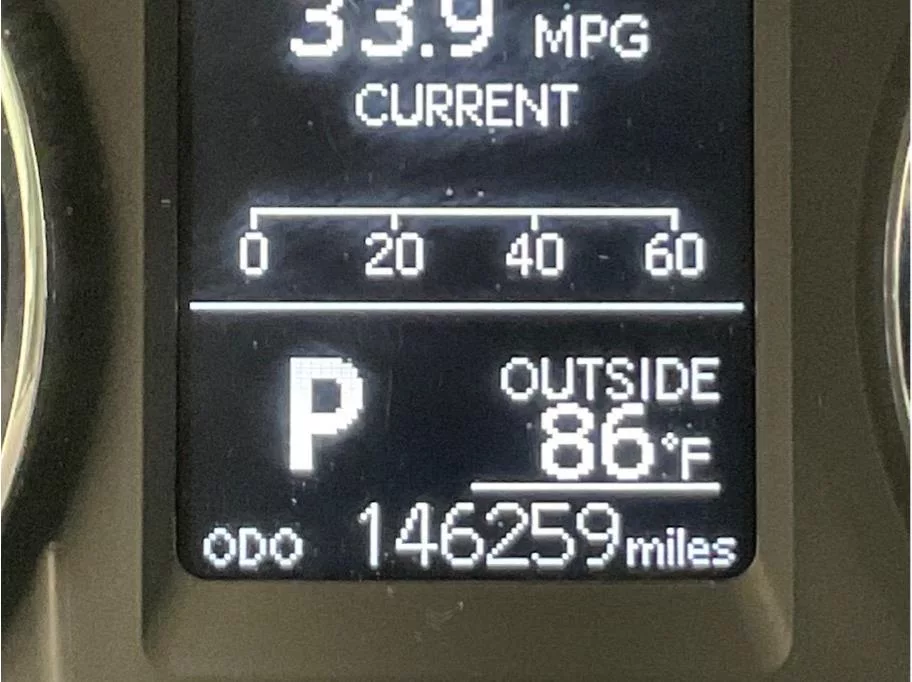 33.9 MPG
CURRENT
0 20 40 60
P
OUTSIDE
86°F
ODO 146259 miles